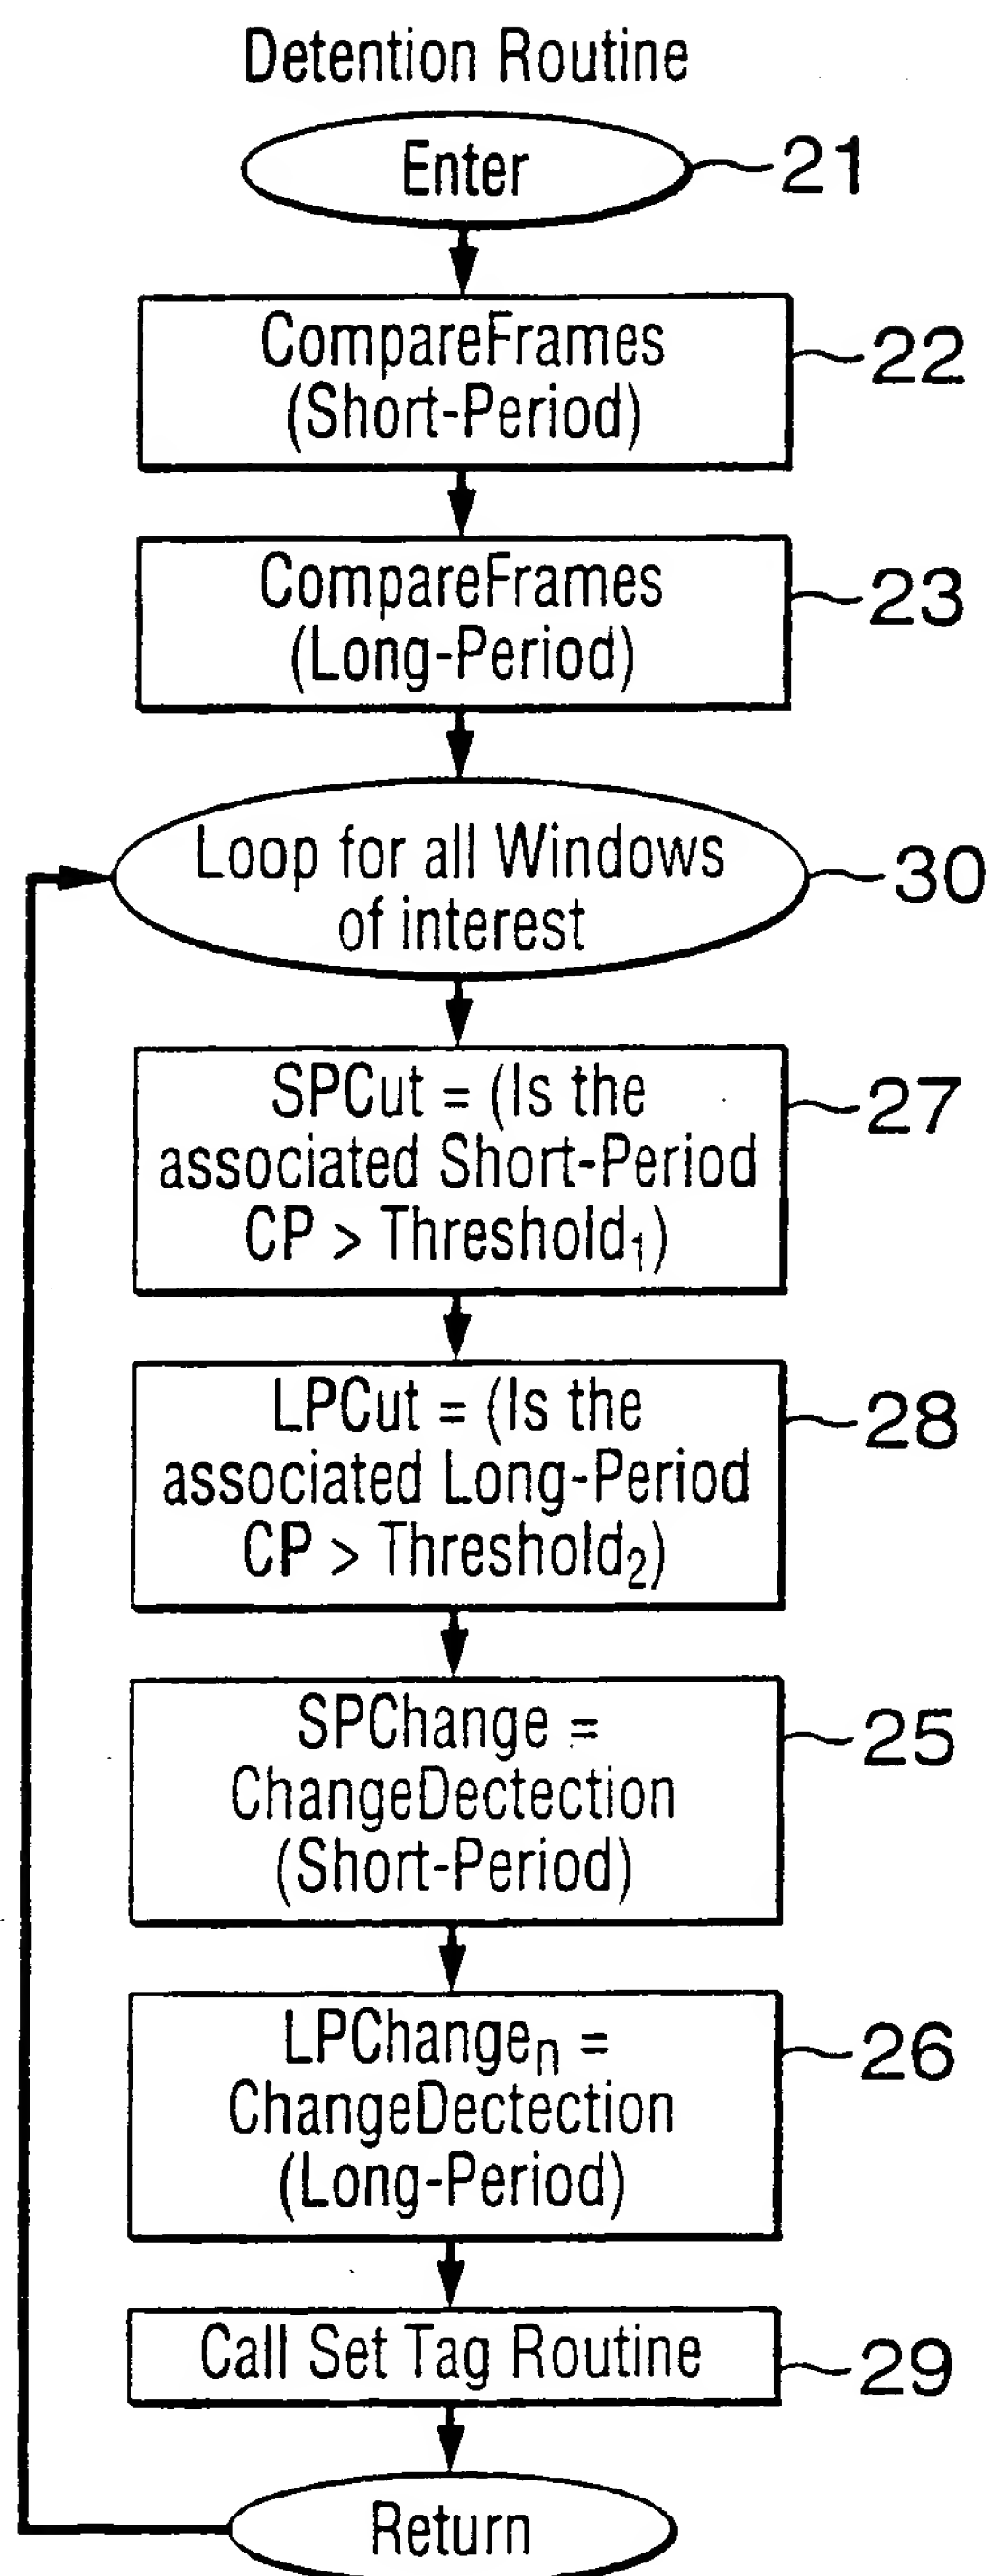 Detention Routine
Enter
21
CompareFrames
(Short-Period)
22
CompareFrames
(Long-Period)
23
Loop for all Windows
of interest
30
SPCut = (Is the
associated Short-Period
CP > Threshold₁)
27
LPCut = (Is the
associated Long-Period
CP > Threshold₂)
28
SPChange =
ChangeDectection
(Short-Period)
25
LPChangeₙ =
ChangeDectection
(Long-Period)
26
Call Set Tag Routine
29
Return